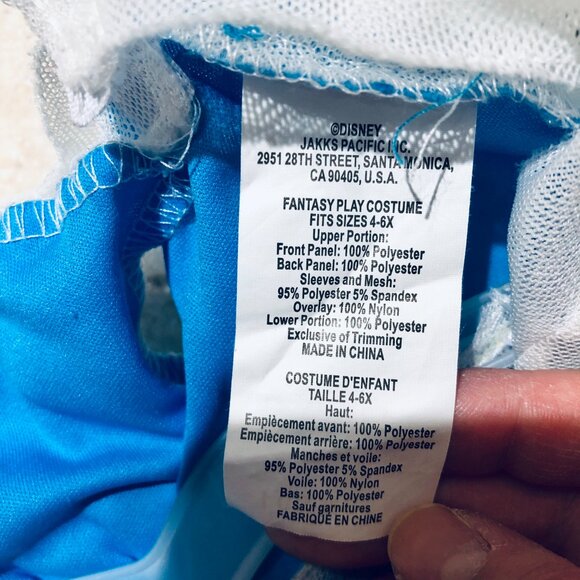 ©DISNEY
JAKKS PACIFIC INC.
2951 28TH STREET, SANTA MONICA,
CA 90405, U.S.A.
FANTASY PLAY COSTUME
FITS SIZES 4-6X
Upper Portion:
Front Panel: 100% Polyester
Back Panel: 100% Polyester
Sleeves and Mesh:
95% Polyester 5% Spandex
Overlay: 100% Nylon
Lower Portion: 100% Polyester
Exclusive of Trimming
MADE IN CHINA
COSTUME D'ENFANT
TAILLE 4-6X
Haut:
Empiècement avant: 100% Polyester
Empiècement arrière: 100% Polyester
Manches et voile:
95% Polyester 5% Spandex
Voile: 100% Nylon
Bas: 100% Polyester
Sauf garnitures
FABRIQUÉ EN CHINE